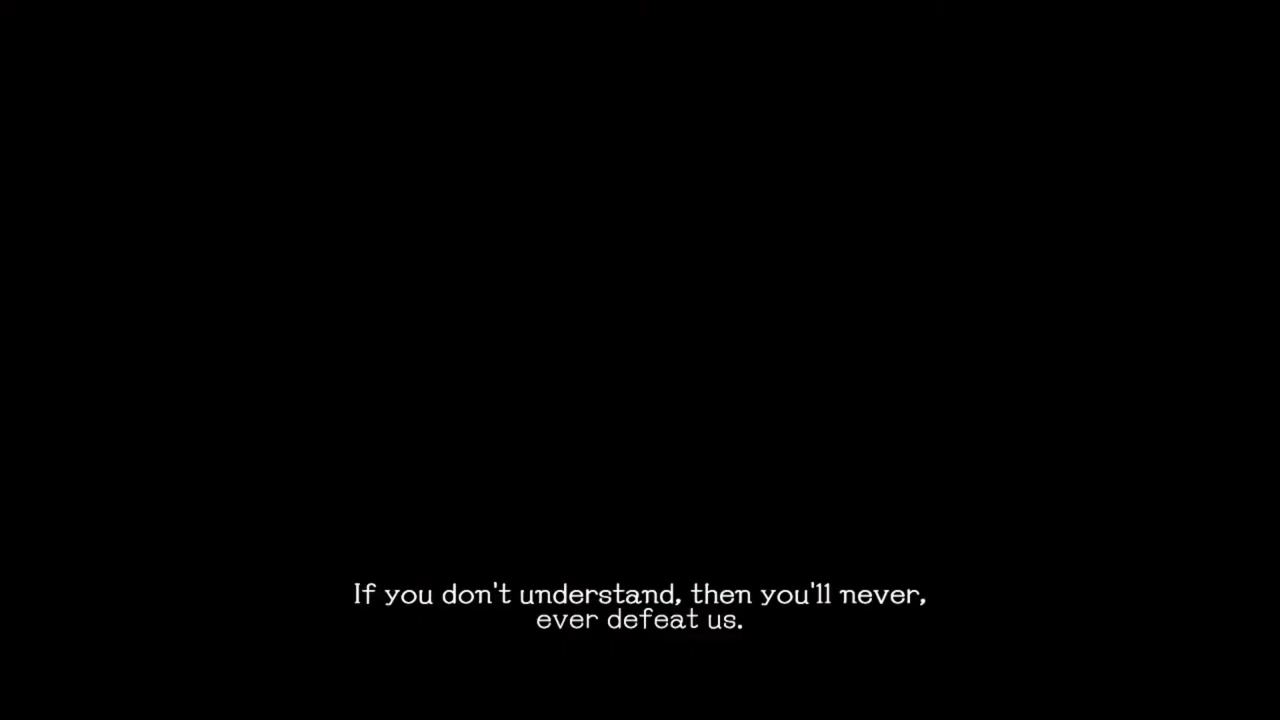 If you don't understand, then you'll never,
ever defeat us.